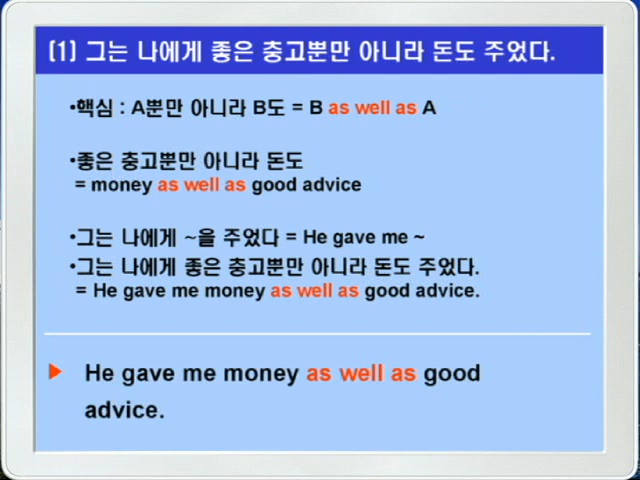 [1] 그는 나에게 좋은 충고뿐만 아니라 돈도 주었다.
•핵심 : A뿐만 아니라 B도 = B as well as A
•좋은 충고뿐만 아니라 돈도
= money as well as good advice
•그는 나에게 ~을 주었다 = He gave me ~
•그는 나에게 좋은 충고뿐만 아니라 돈도 주었다.
= He gave me money as well as good advice.
▶ He gave me money as well as good
advice.